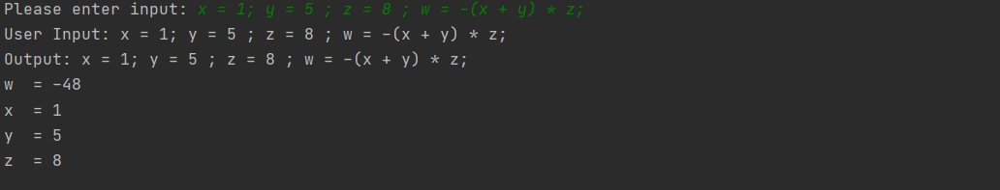 Please enter input: x = 1; y = 5 ; z = 8 ; w = -(x + y) * z;
User Input: x = 1; y = 5 ; z = 8 ; w = -(x + y) * z;
Output: x = 1; y = 5 ; z = 8 ; w = -(x + y) * z;
w  = -48
x  = 1
y  = 5
z  = 8